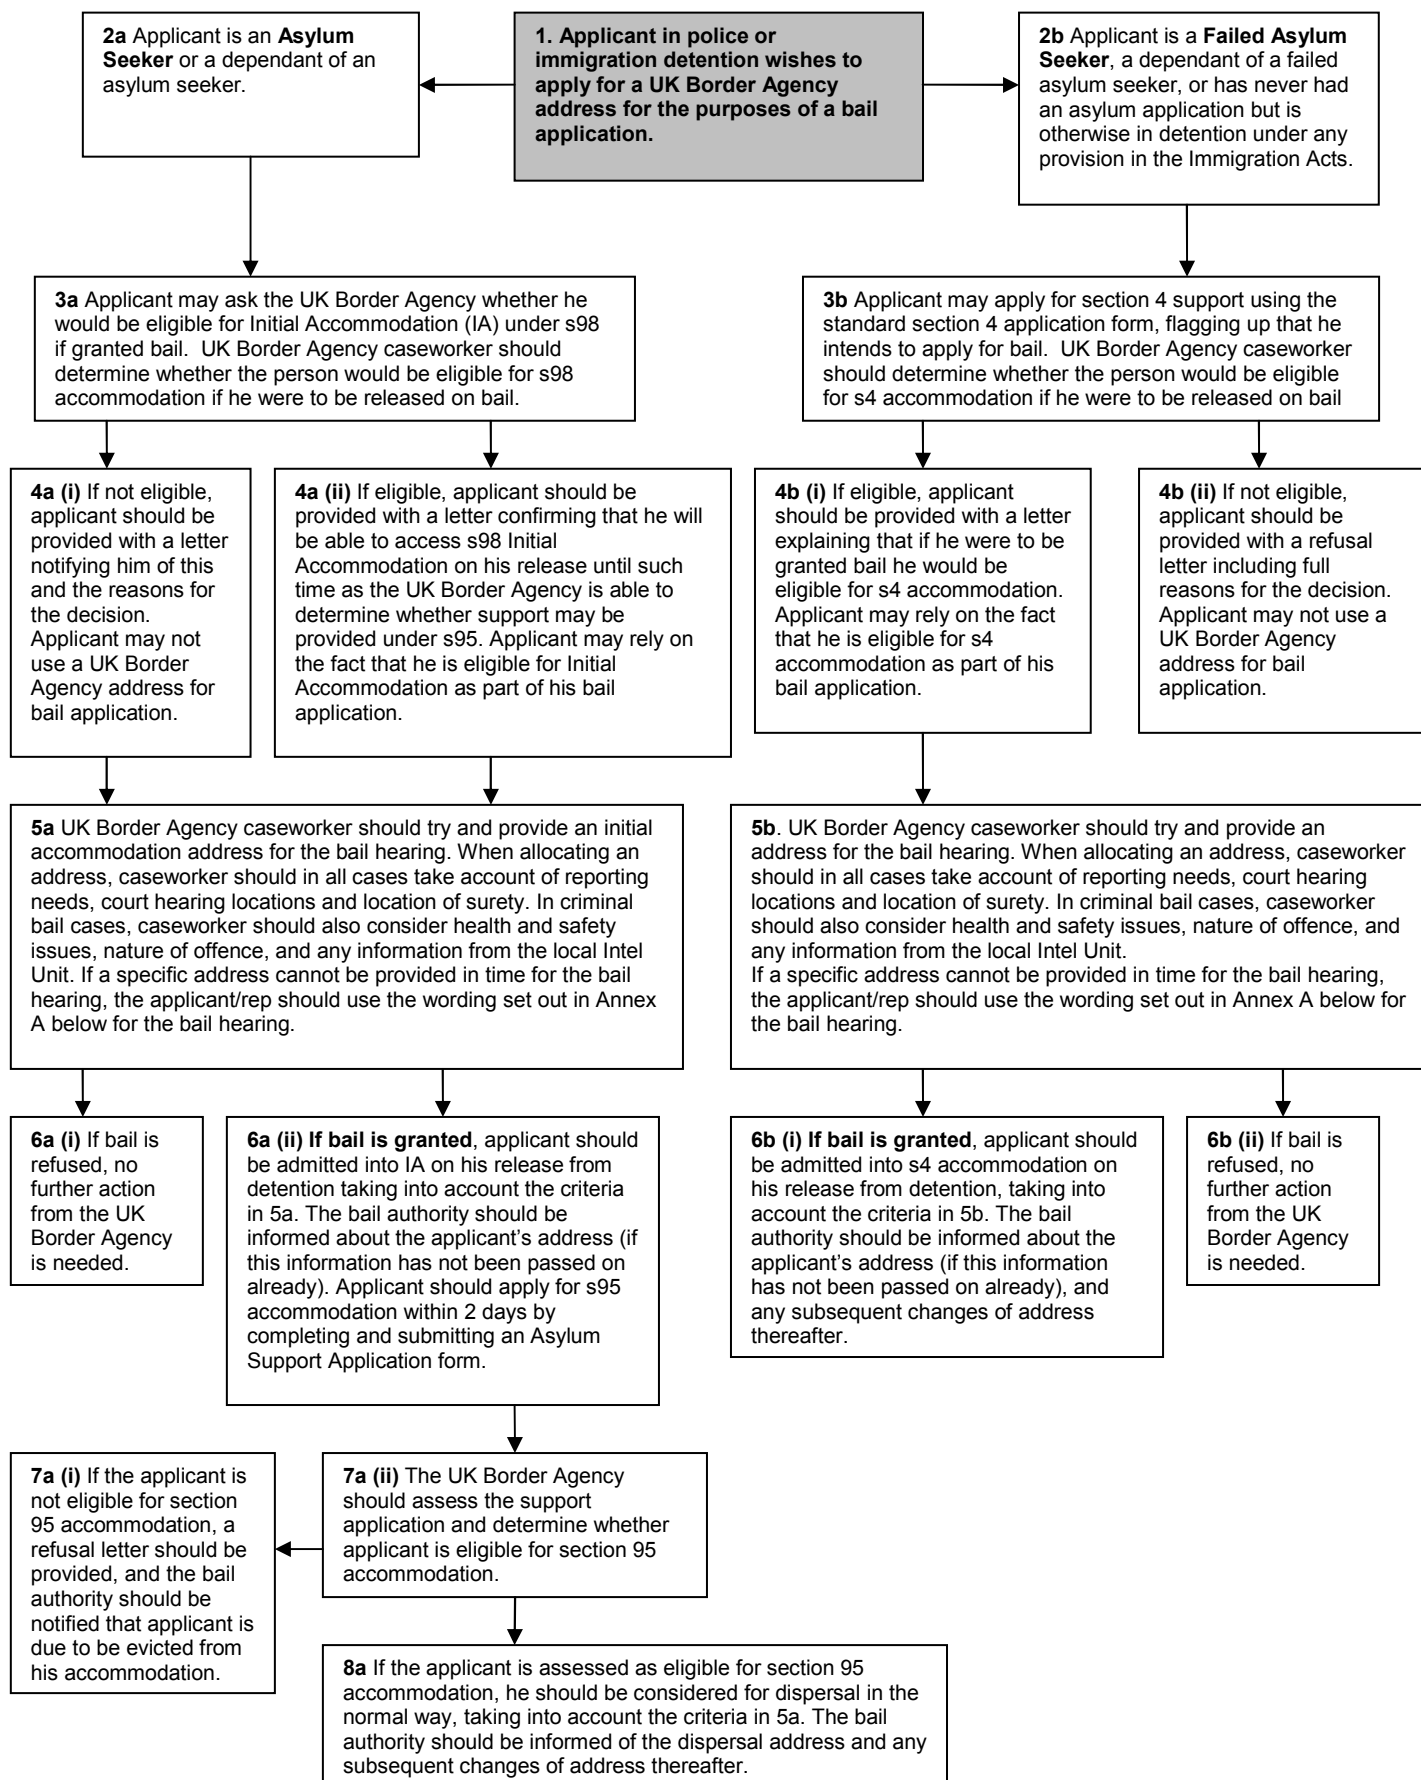 2a Applicant is an Asylum
Seeker or a dependant of an
asylum seeker.
1. Applicant in police or
immigration detention wishes to
apply for a UK Border Agency
address for the purposes of a bail
application.
2b Applicant is a Failed Asylum
Seeker, a dependant of a failed
asylum seeker, or has never had
an asylum application but is
otherwise in detention under any
provision in the Immigration Acts.
3a Applicant may ask the UK Border Agency whether he
would be eligible for Initial Accommodation (IA) under s98
if granted bail.  UK Border Agency caseworker should
determine whether the person would be eligible for s98
accommodation if he were to be released on bail.
3b Applicant may apply for section 4 support using the
standard section 4 application form, flagging up that he
intends to apply for bail.  UK Border Agency caseworker
should determine whether the person would be eligible
for s4 accommodation if he were to be released on bail
4a (i) If not eligible,
applicant should be
provided with a letter
notifying him of this
and the reasons for
the decision.
Applicant may not
use a UK Border
Agency address for
bail application.
4a (ii) If eligible, applicant should be
provided with a letter confirming that he will
be able to access s98 Initial
Accommodation on his release until such
time as the UK Border Agency is able to
determine whether support may be
provided under s95. Applicant may rely on
the fact that he is eligible for Initial
Accommodation as part of his bail
application.
4b (i) If eligible, applicant
should be provided with a letter
explaining that if he were to be
granted bail he would be
eligible for s4 accommodation.
Applicant may rely on the fact
that he is eligible for s4
accommodation as part of his
bail application.
4b (ii) If not eligible,
applicant should be
provided with a refusal
letter including full
reasons for the decision.
Applicant may not use a
UK Border Agency
address for bail
application.
5a UK Border Agency caseworker should try and provide an initial
accommodation address for the bail hearing. When allocating an
address, caseworker should in all cases take account of reporting
needs, court hearing locations and location of surety. In criminal
bail cases, caseworker should also consider health and safety
issues, nature of offence, and any information from the local Intel
Unit. If a specific address cannot be provided in time for the bail
hearing, the applicant/rep should use the wording set out in Annex
A below for the bail hearing.
5b. UK Border Agency caseworker should try and provide an
address for the bail hearing. When allocating an address, caseworker
should in all cases take account of reporting needs, court hearing
locations and location of surety. In criminal bail cases, caseworker
should also consider health and safety issues, nature of offence, and
any information from the local Intel Unit.
If a specific address cannot be provided in time for the bail hearing,
the applicant/rep should use the wording set out in Annex A below for
the bail hearing.
6a (i) If bail is
refused, no
further action
from the UK
Border Agency
is needed.
6a (ii) If bail is granted, applicant should
be admitted into IA on his release from
detention taking into account the criteria
in 5a. The bail authority should be
informed about the applicant's address (if
this information has not been passed on
already). Applicant should apply for s95
accommodation within 2 days by
completing and submitting an Asylum
Support Application form.
6b (i) If bail is granted, applicant should
be admitted into s4 accommodation on
his release from detention, taking into
account the criteria in 5b. The bail
authority should be informed about the
applicant's address (if this information
has not been passed on already), and
any subsequent changes of address
thereafter.
6b (ii) If bail is
refused, no
further action
from the UK
Border Agency
is needed.
7a (i) If the applicant is
not eligible for section
95 accommodation, a
refusal letter should be
provided, and the bail
authority should be
notified that applicant is
due to be evicted from
his accommodation.
7a (ii) The UK Border Agency
should assess the support
application and determine whether
applicant is eligible for section 95
accommodation.
8a If the applicant is assessed as eligible for section 95
accommodation, he should be considered for dispersal in the
normal way, taking into account the criteria in 5a. The bail
authority should be informed of the dispersal address and any
subsequent changes of address thereafter.